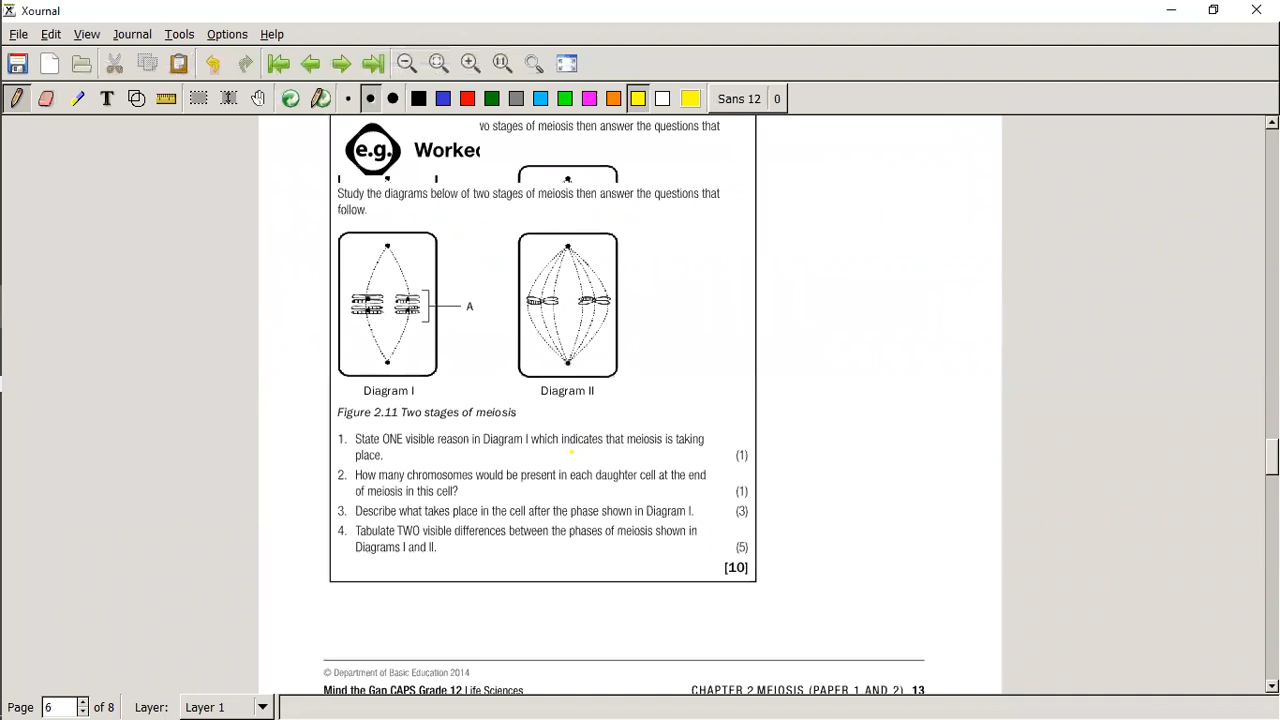 Xournal
File Edit View Journal Tools Options Help
T Sans 12 0
vo stages of meiosis then answer the questions that
e.g. Worked
Study the diagrams below of two stages of meiosis then answer the questions that
follow.
A
Diagram I Diagram II
Figure 2.11 Two stages of meiosis
1. State ONE visible reason in Diagram I which indicates that meiosis is taking
place. (1)
2. How many chromosomes would be present in each daughter cell at the end
of meiosis in this cell? (1)
3. Describe what takes place in the cell after the phase shown in Diagram I. (3)
4. Tabulate TWO visible differences between the phases of meiosis shown in
Diagrams I and II. (5)
[10]
© Department of Basic Education 2014
Mind the Gap CAPS Grade 12 Life Sciences CHAPTER 2 MEIOSIS (PAPER 1 AND 2) 13
Page 6 of 8 Layer: Layer 1